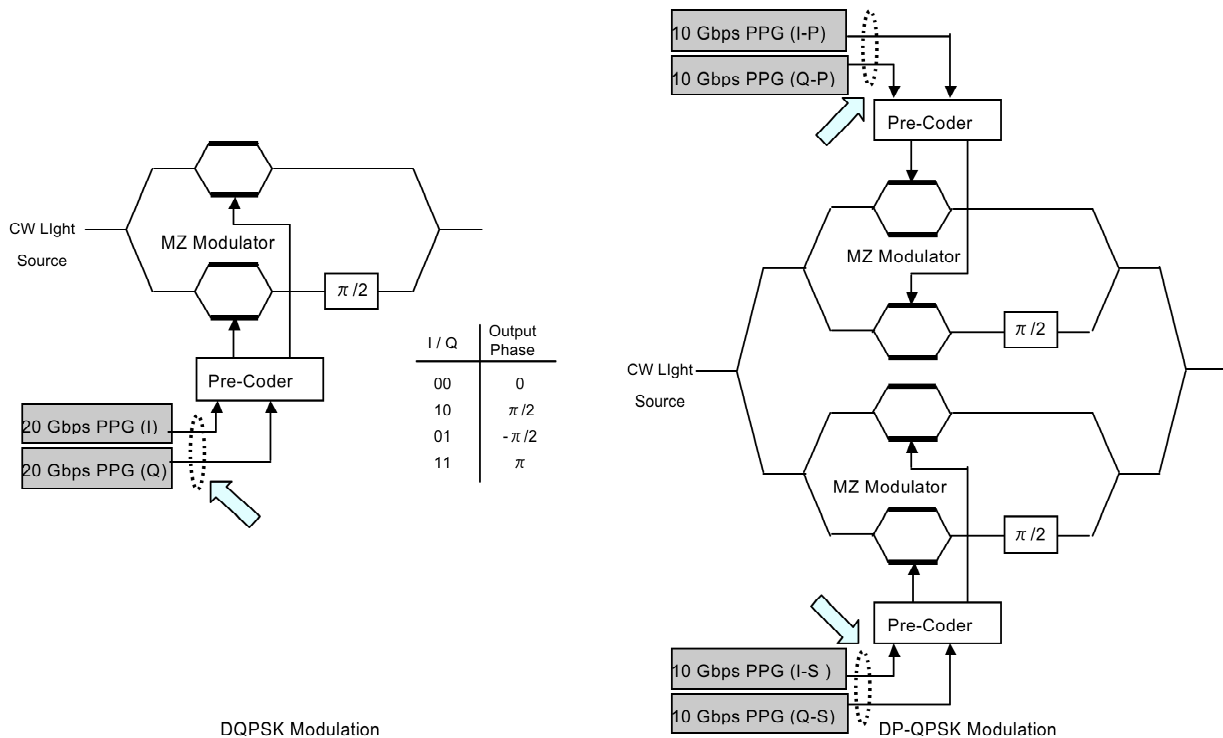 CW LIght
Source
MZ Modulator
π/2
Pre-Coder
20 Gbps PPG (I)
20 Gbps PPG (Q)
I / Q Output Phase
00 0
10 π/2
01 -π/2
11 π
DQPSK Modulation
10 Gbps PPG (I-P)
10 Gbps PPG (Q-P)
Pre-Coder
MZ Modulator
π/2
CW LIght
Source
MZ Modulator
π/2
Pre-Coder
10 Gbps PPG (I-S )
10 Gbps PPG (Q-S)
DP-QPSK Modulation